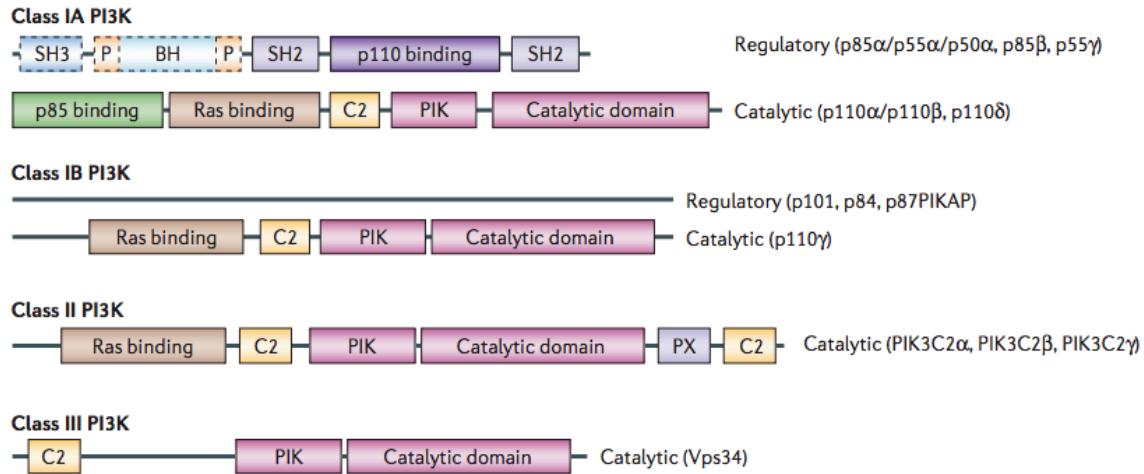 Class IA PI3K
SH3 P BH P SH2 p110 binding SH2 Regulatory (p85α/p55α/p50α, p85β, p55γ)
p85 binding Ras binding C2 PIK Catalytic domain Catalytic (p110α/p110β, p110δ)
Class IB PI3K
Regulatory (p101, p84, p87PIKAP)
Ras binding C2 PIK Catalytic domain Catalytic (p110γ)
Class II PI3K
Ras binding C2 PIK Catalytic domain PX C2 Catalytic (PIK3C2α, PIK3C2β, PIK3C2γ)
Class III PI3K
C2 PIK Catalytic domain Catalytic (Vps34)